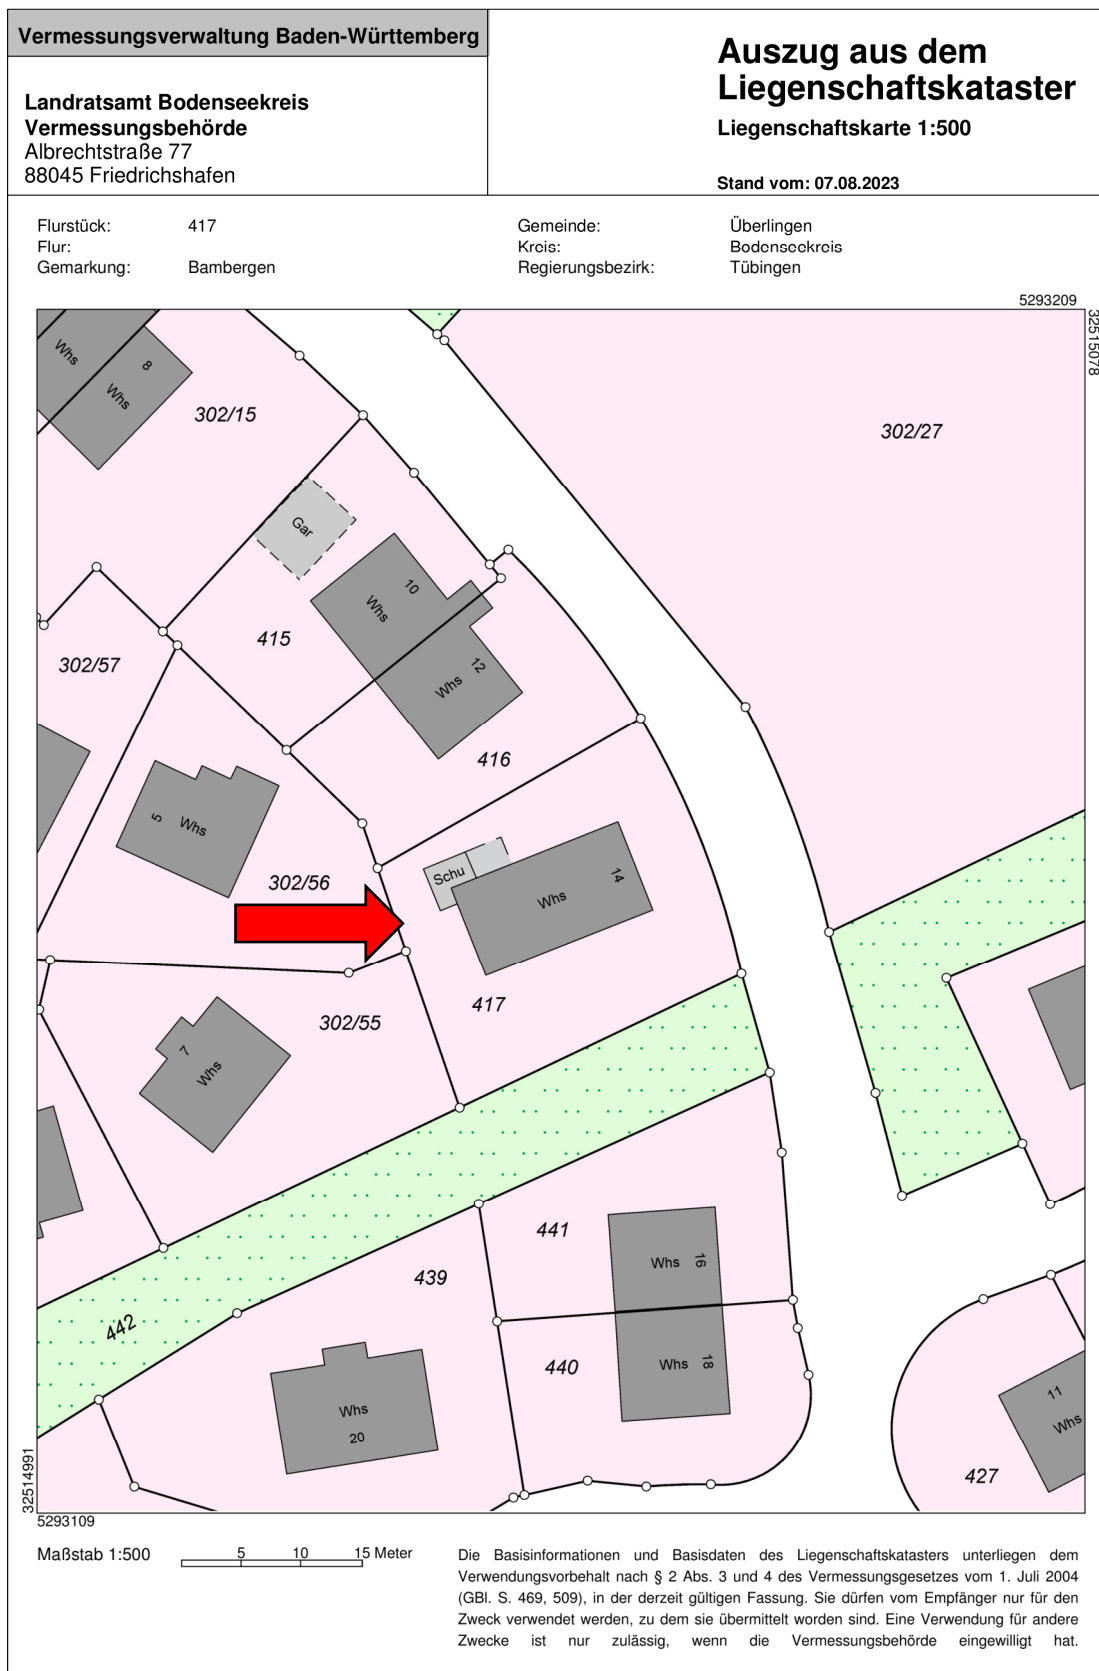 Vermessungsverwaltung Baden-Württemberg
Landratsamt Bodenseekreis
Vermessungsbehörde
Albrechtstraße 77
88045 Friedrichshafen
Auszug aus dem
Liegenschaftskataster
Liegenschaftskarte 1:500
Stand vom: 07.08.2023
Flurstück: 417
Flur:
Gemarkung: Bambergen
Gemeinde: Überlingen
Kreis: Bodenseekreis
Regierungsbezirk: Tübingen
5293209
32515078
Whs
8
Whs
302/15
302/27
Gar
10
Whs
415
302/57
12
Whs
416
5
Whs
302/56
Schu
14
Whs
417
302/55
7
Whs
441
16
Whs
439
442
440
Whs
18
Whs
20
11
Whs
427
32514991
5293109
Maßstab 1:500
5 10 15 Meter
Die Basisinformationen und Basisdaten des Liegenschaftskatasters unterliegen dem
Verwendungsvorbehalt nach § 2 Abs. 3 und 4 des Vermessungsgesetzes vom 1. Juli 2004
(GBl. S. 469, 509), in der derzeit gültigen Fassung. Sie dürfen vom Empfänger nur für den
Zweck verwendet werden, zu dem sie übermittelt worden sind. Eine Verwendung für andere
Zwecke ist nur zulässig, wenn die Vermessungsbehörde eingewilligt hat.